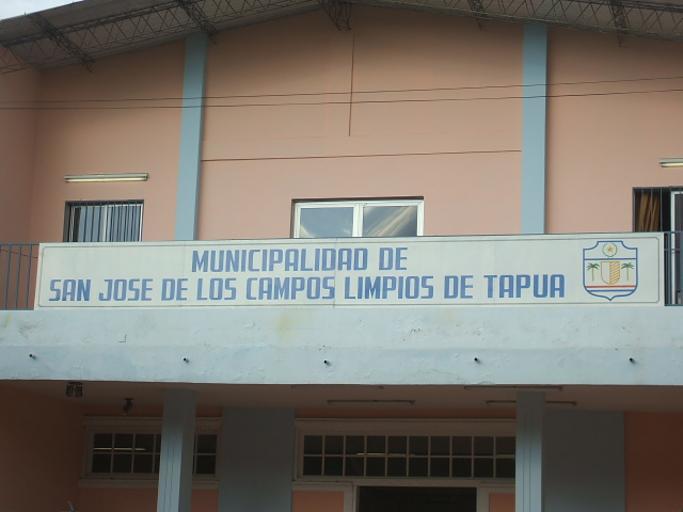 MUNICIPALIDAD DE
SAN JOSE DE LOS CAMPOS LIMPIOS DE TAPUA